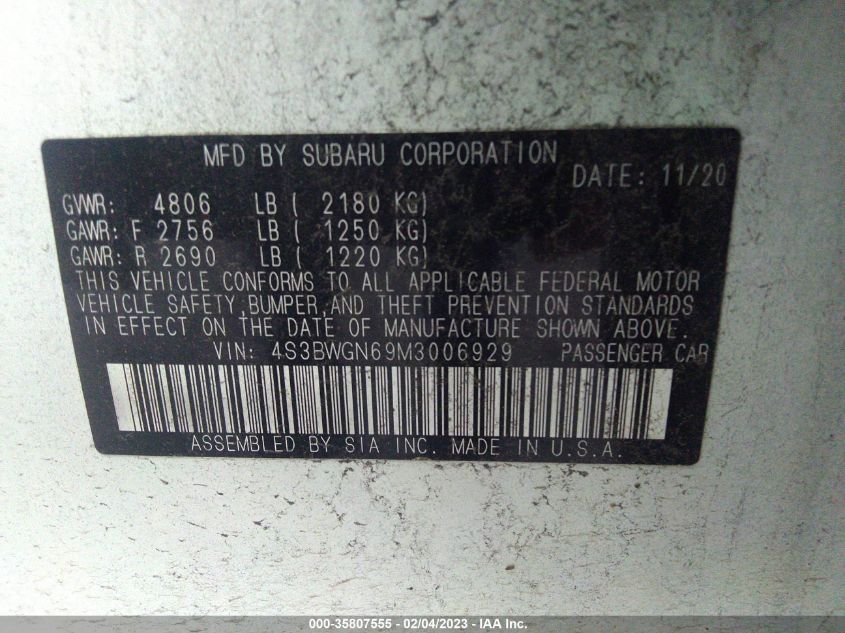 MFD BY SUBARU CORPORATION
DATE: 11/20
GVWR: 4806 LB ( 2180 KG)
GAWR: F 2756 LB ( 1250 KG)
GAWR: R 2690 LB ( 1220 KG)
THIS VEHICLE CONFORMS TO ALL APPLICABLE FEDERAL MOTOR
VEHICLE SAFETY,BUMPER,AND THEFT PREVENTION STANDARDS
IN EFFECT ON THE DATE OF MANUFACTURE SHOWN ABOVE.
VIN: 4S3BWGN69M3006929 PASSENGER CAR
ASSEMBLED BY SIA INC. MADE IN U.S.A.
000-35807555 - 02/04/2023 - IAA Inc.